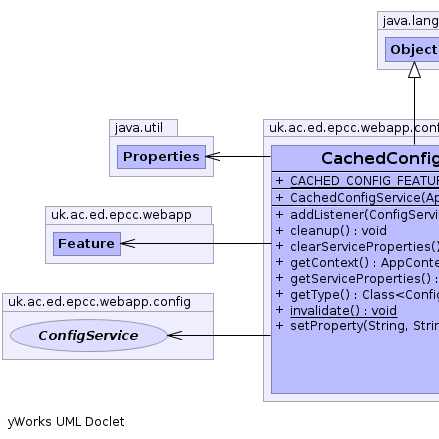 java.lang
Object
java.util
Properties
uk.ac.ed.epcc.webapp.conf
CachedConfig
+ CACHED_CONFIG_FEATUR
+ CachedConfigService(Ap
+ addListener(ConfigServi
+ cleanup() : void
+ clearServiceProperties()
+ getContext() : AppConte
+ getServiceProperties() :
+ getType() : Class<Config
+ invalidate() : void
+ setProperty(String, Strin
uk.ac.ed.epcc.webapp
Feature
uk.ac.ed.epcc.webapp.config
ConfigService
yWorks UML Doclet